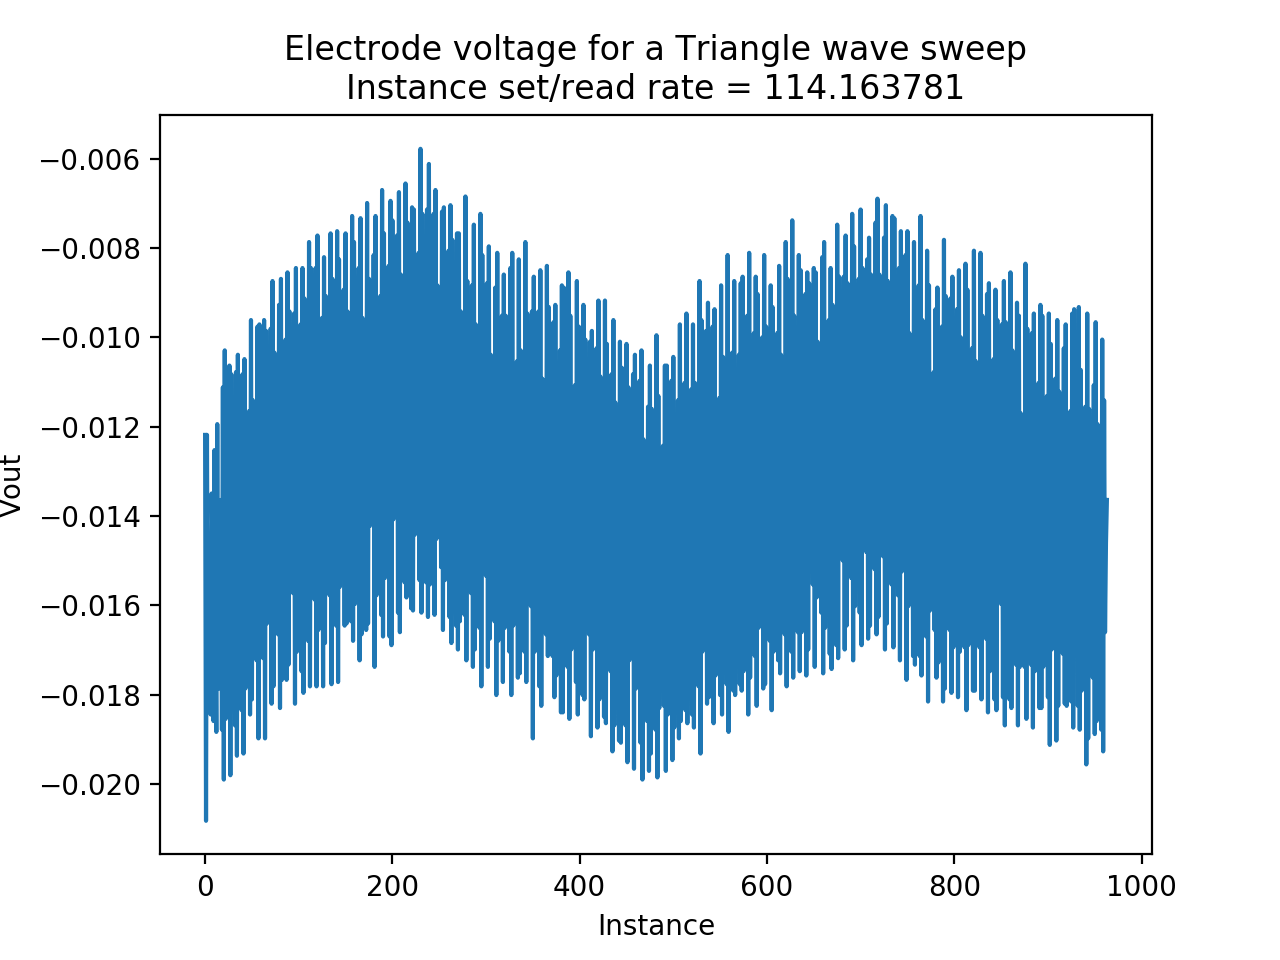 Electrode voltage for a Triangle wave sweep
Instance set/read rate = 114.163781
−0.006
−0.008
−0.010
−0.012
−0.014
−0.016
−0.018
−0.020
Vout
0 200 400 600 800 1000
Instance